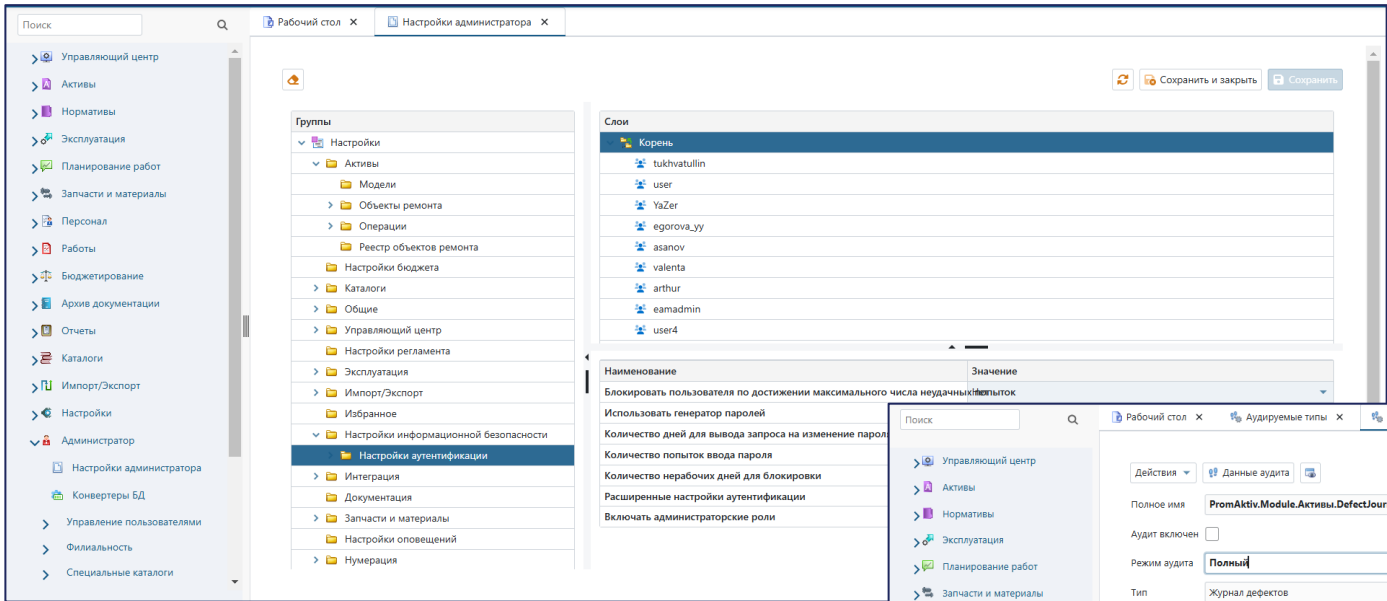 Поиск
Управляющий центр
Активы
Нормативы
Эксплуатация
Планирование работ
Запчасти и материалы
Персонал
Работы
Бюджетирование
Архив документации
Отчеты
Каталоги
Импорт/Экспорт
Настройки
Администратор
Настройки администратора
Конвертеры БД
Управление пользователями
Филиальность
Специальные каталоги
Рабочий стол
Настройки администратора
Сохранить и закрыть
Сохранить
Группы
Настройки
Активы
Модели
Объекты ремонта
Операции
Реестр объектов ремонта
Настройки бюджета
Каталоги
Общие
Управляющий центр
Настройки регламента
Эксплуатация
Импорт/Экспорт
Избранное
Настройки информационной безопасности
Настройки аутентификации
Интеграция
Документация
Запчасти и материалы
Настройки оповещений
Нумерация
Слои
Корень
tukhvatullin
user
YaZer
egorova_yy
asanov
valenta
arthur
eamadmin
user4
Наименование Значение
Блокировать пользователя по достижении максимального числа неудачных
Использовать генератор паролей
Количество дней для вывода запроса на изменение
Количество попыток ввода пароля
Количество нерабочих дней для блокировки
Расширенные настройки аутентификации
Включать администраторские роли
Поиск
Управляющий центр
Активы
Нормативы
Эксплуатация
Планирование работ
Запчасти и материалы
Рабочий стол
Аудируемые типы
Действия
Данные аудита
Полное имя PromAktiv.Module.Активы.DefectJour
Аудит включен
Режим аудита Полный
Тип Журнал дефектов